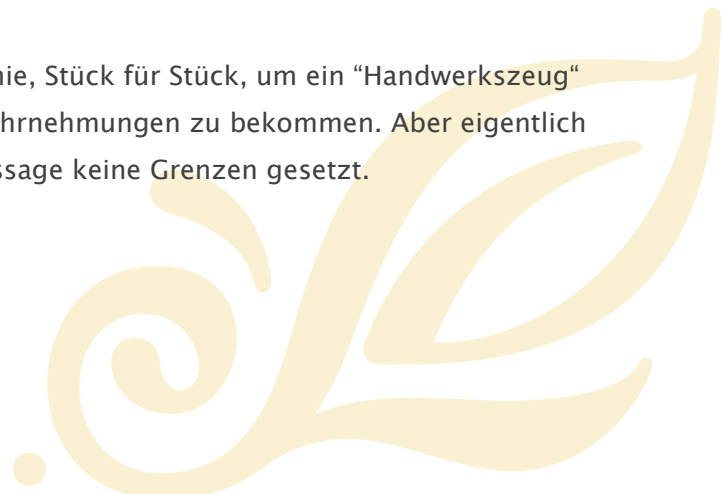 nie, Stück für Stück, um ein “Handwerkszeug“
hrnehmungen zu bekommen. Aber eigentlich
ssage keine Grenzen gesetzt.